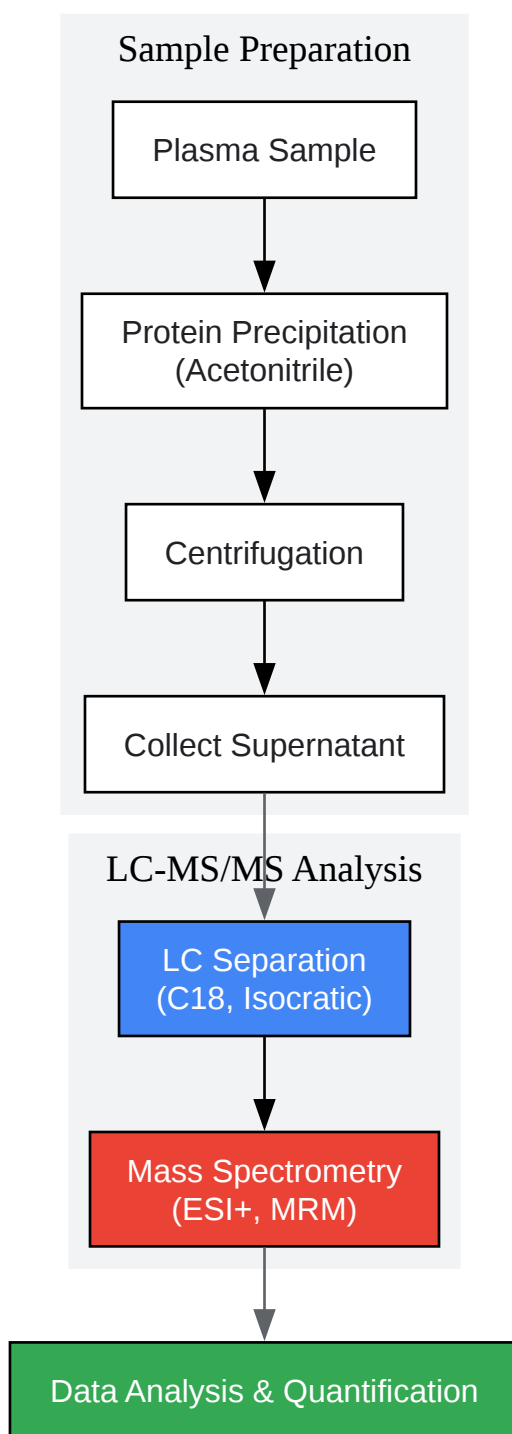 Sample Preparation
Plasma Sample
Protein Precipitation
(Acetonitrile)
Centrifugation
Collect Supernatant
LC-MS/MS Analysis
LC Separation
(C18, Isocratic)
Mass Spectrometry
(ESI+, MRM)
Data Analysis & Quantification